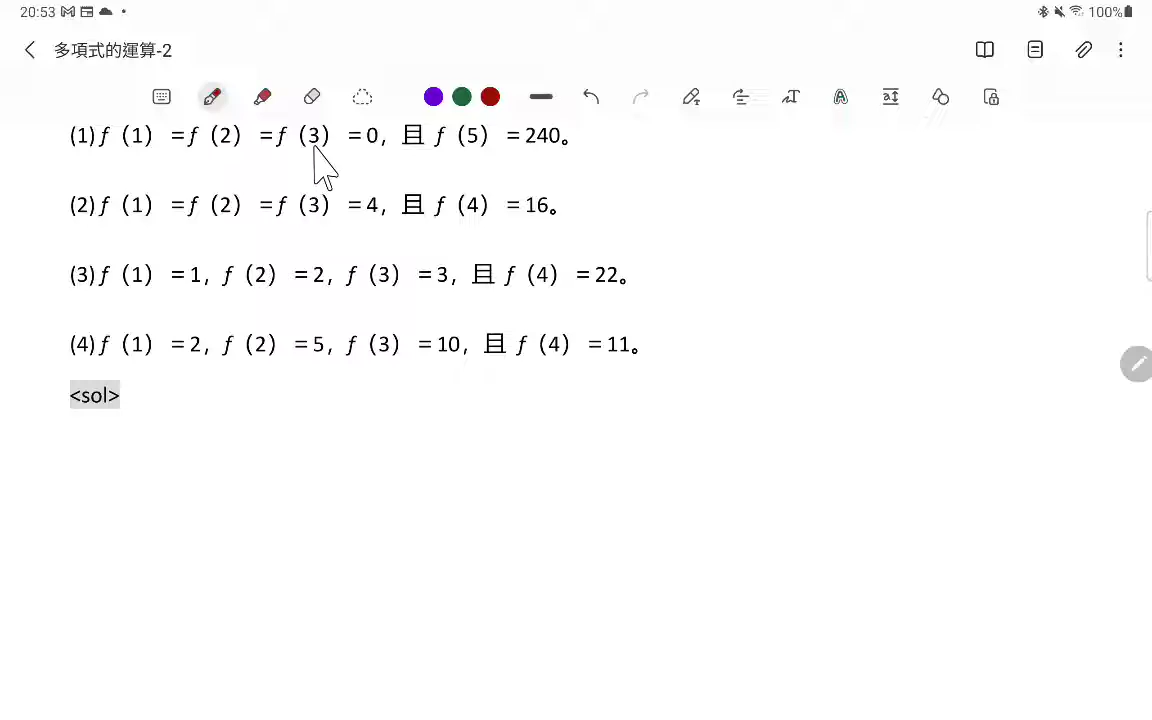 20:53
100%
多項式的運算-2
(1) f（1）=f（2）=f（3）=0，且 f（5）=240。
(2) f（1）=f（2）=f（3）=4，且 f（4）=16。
(3) f（1）=1，f（2）=2，f（3）=3，且 f（4）=22。
(4) f（1）=2，f（2）=5，f（3）=10，且 f（4）=11。
<sol>